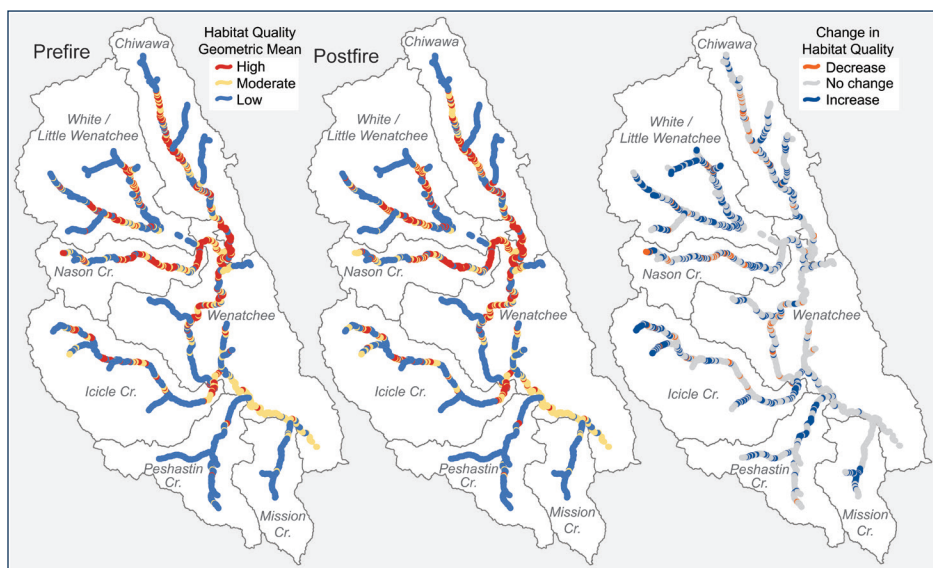 Prefire
Habitat Quality
Geometric Mean
High
Moderate
Low
Chiwawa
White /
Little Wenatchee
Nason Cr.
Wenatchee
Icicle Cr.
Peshastin
Cr.
Mission
Cr.
Postfire
Chiwawa
White /
Little Wenatchee
Nason Cr.
Wenatchee
Icicle Cr.
Peshastin
Cr.
Mission
Cr.
Change in
Habitat Quality
Decrease
No change
Increase
Chiwawa
White /
Little Wenatchee
Nason Cr.
Wenatchee
Icicle Cr.
Peshastin
Cr.
Mission
Cr.